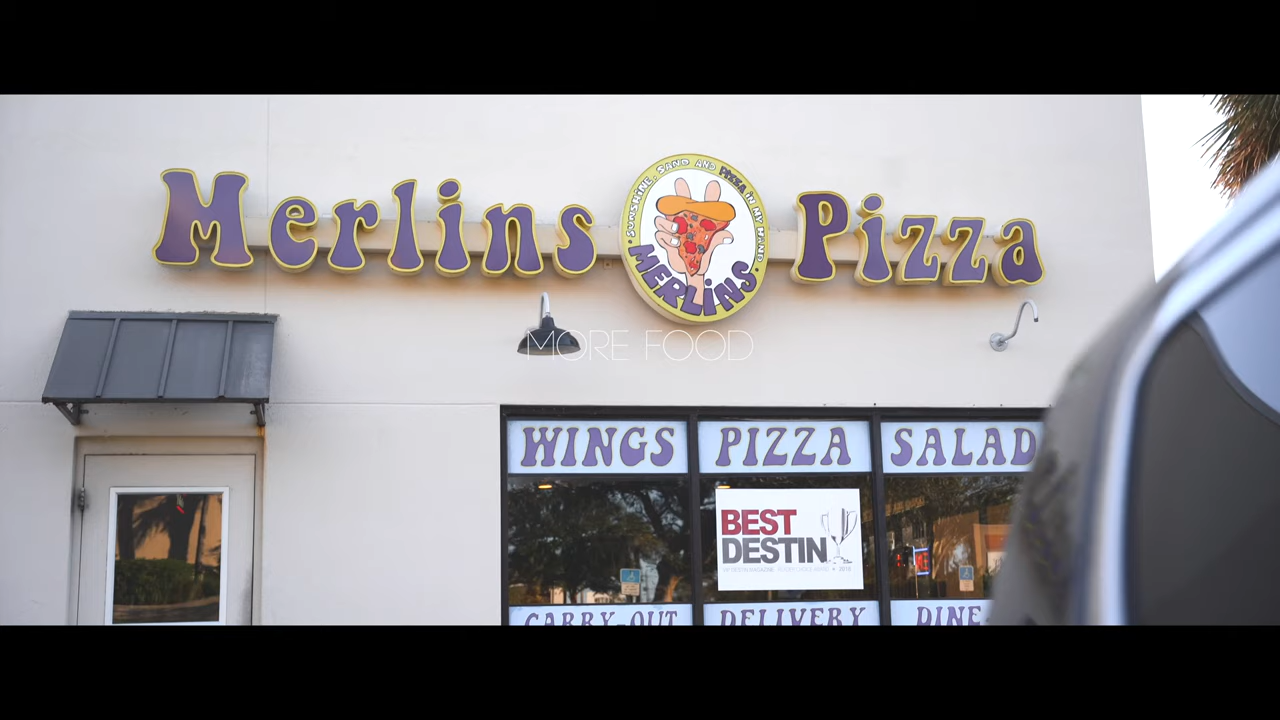 Merlins Pizza
SUNSHINE, SAND AND PIZZA IN MY HAND
MERLINS
MORE FOOD
WINGS PIZZA SALAD
BEST
DESTIN
CARRY-OUT DELIVERY DINE